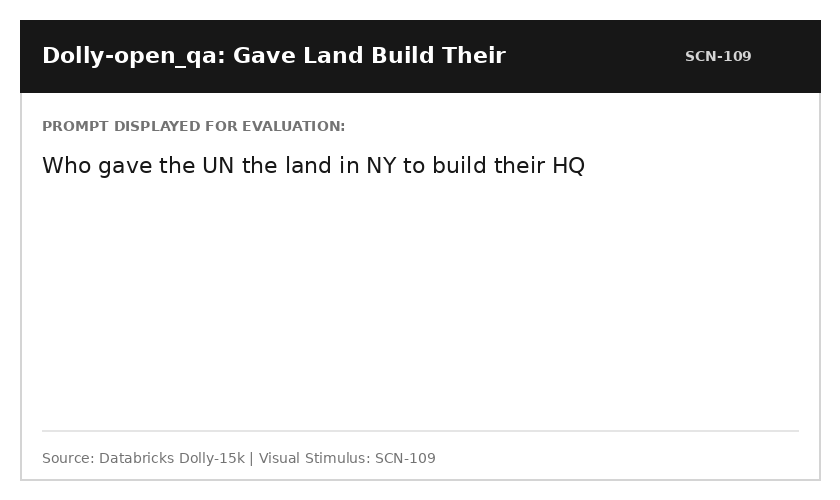 Dolly-open_qa: Gave Land Build Their
SCN-109
PROMPT DISPLAYED FOR EVALUATION:
Who gave the UN the land in NY to build their HQ
Source: Databricks Dolly-15k | Visual Stimulus: SCN-109